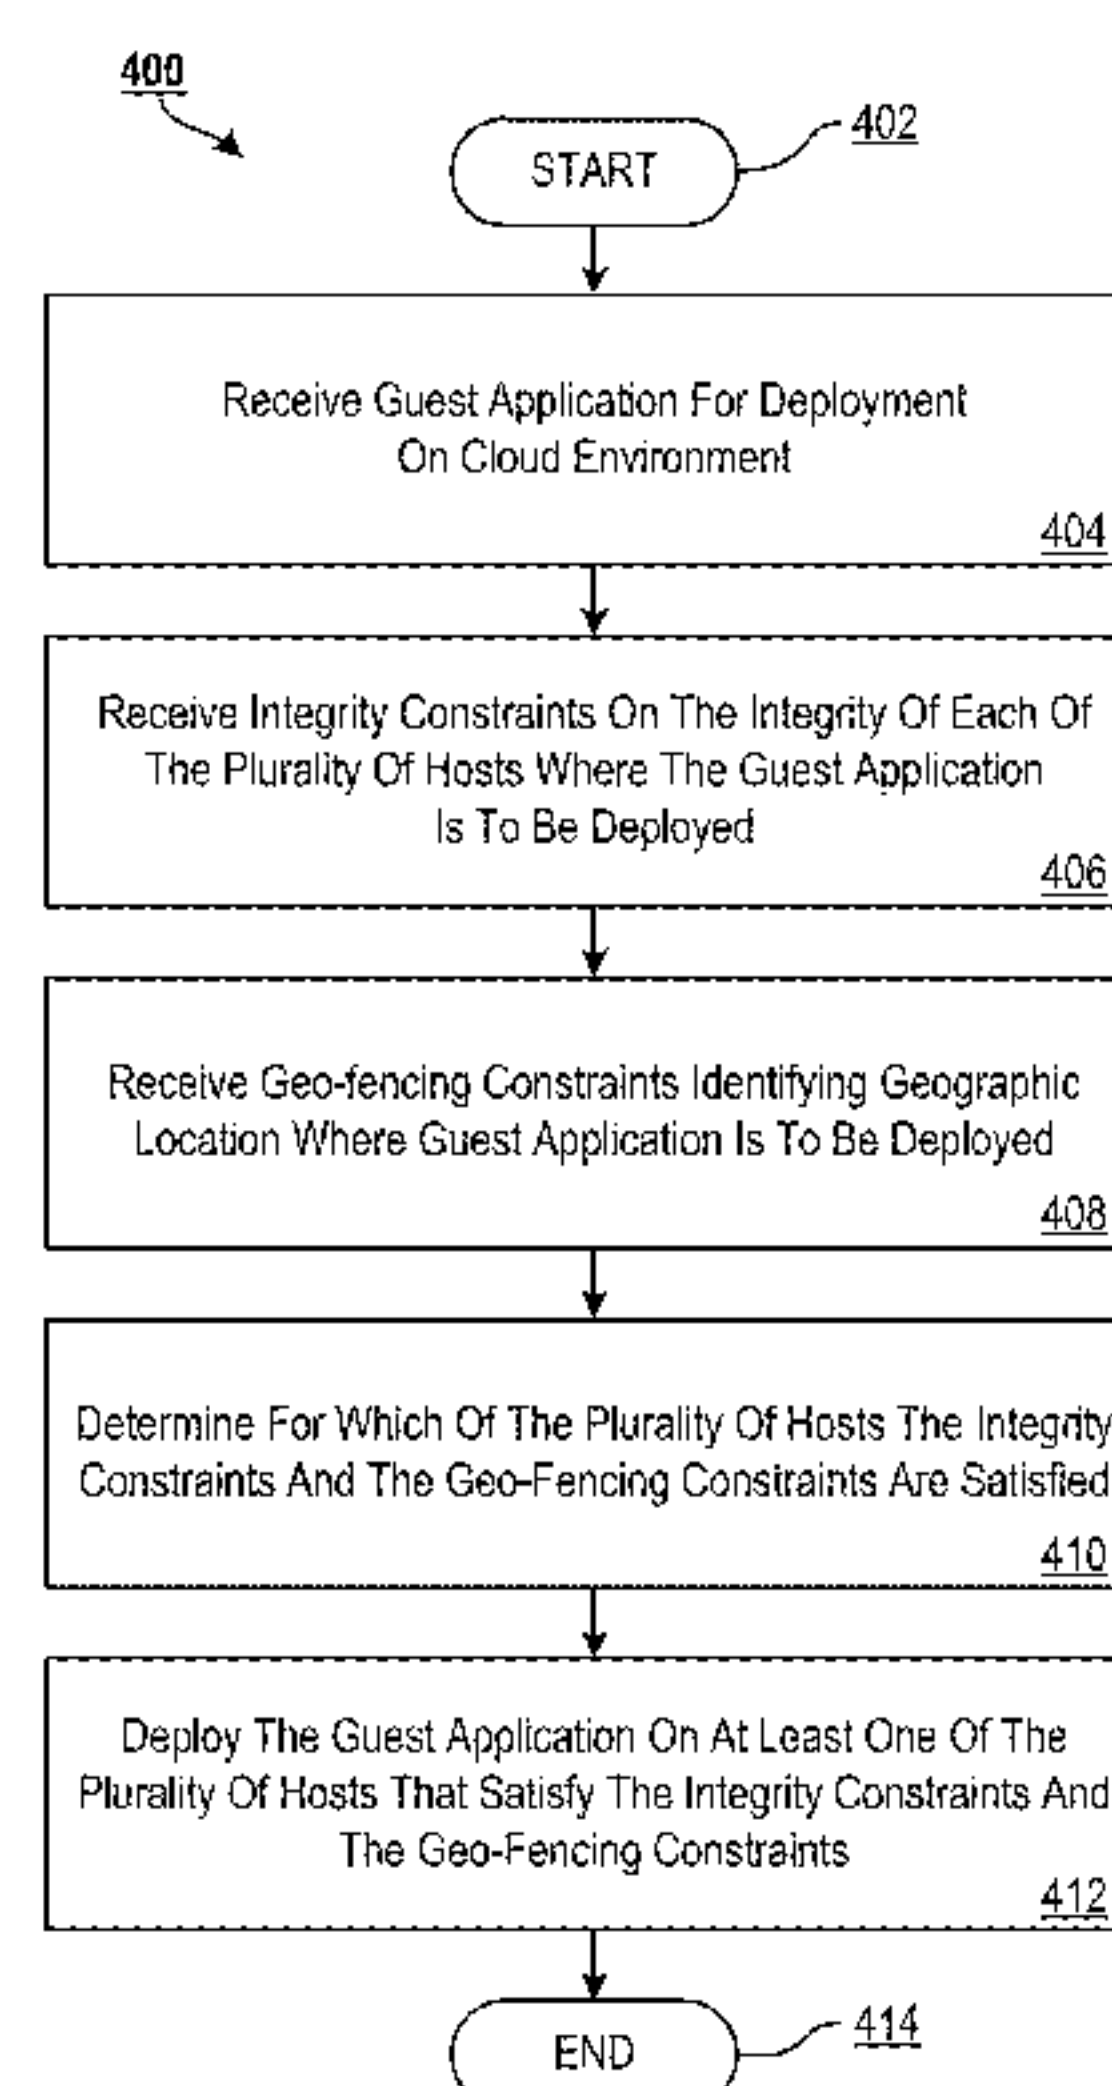 400
402
START
Receive Guest Application For Deployment
On Cloud Environment
404
Receive Integrity Constraints On The Integrity Of Each Of
The Plurality Of Hosts Where The Guest Application
Is To Be Deployed
406
Receive Geo-fencing Constraints Identifying Geographic
Location Where Guest Application Is To Be Deployed
408
Determine For Which Of The Plurality Of Hosts The Integrity
Constraints And The Geo-Fencing Constraints Are Satisfied
410
Deploy The Guest Application On At Least One Of The
Plurality Of Hosts That Satisfy The Integrity Constraints And
The Geo-Fencing Constraints
412
END
414